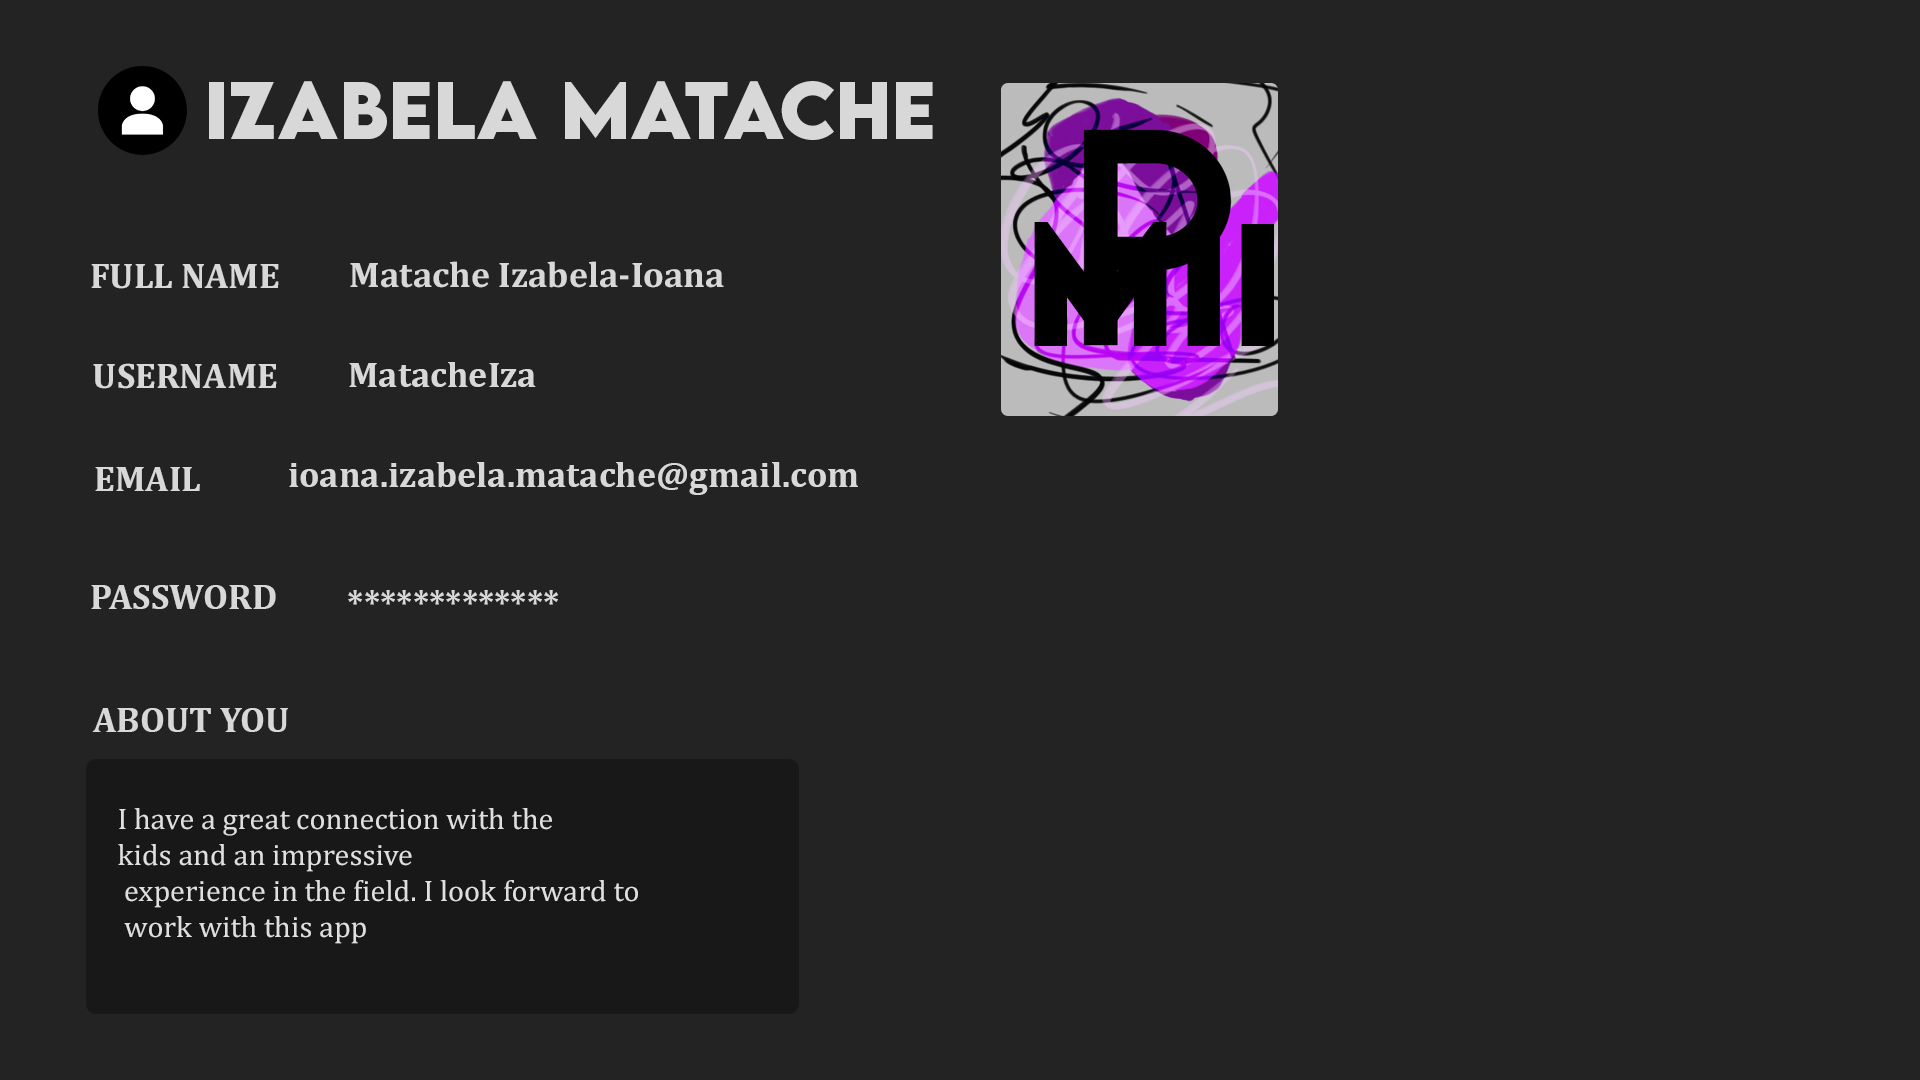 IZABELA MATACHE
FULL NAME Matache Izabela-Ioana
USERNAME MatacheIza
EMAIL ioana.izabela.matache@gmail.com
PASSWORD *************
ABOUT YOU
I have a great connection with the
kids and an impressive
experience in the field. I look forward to
work with this app